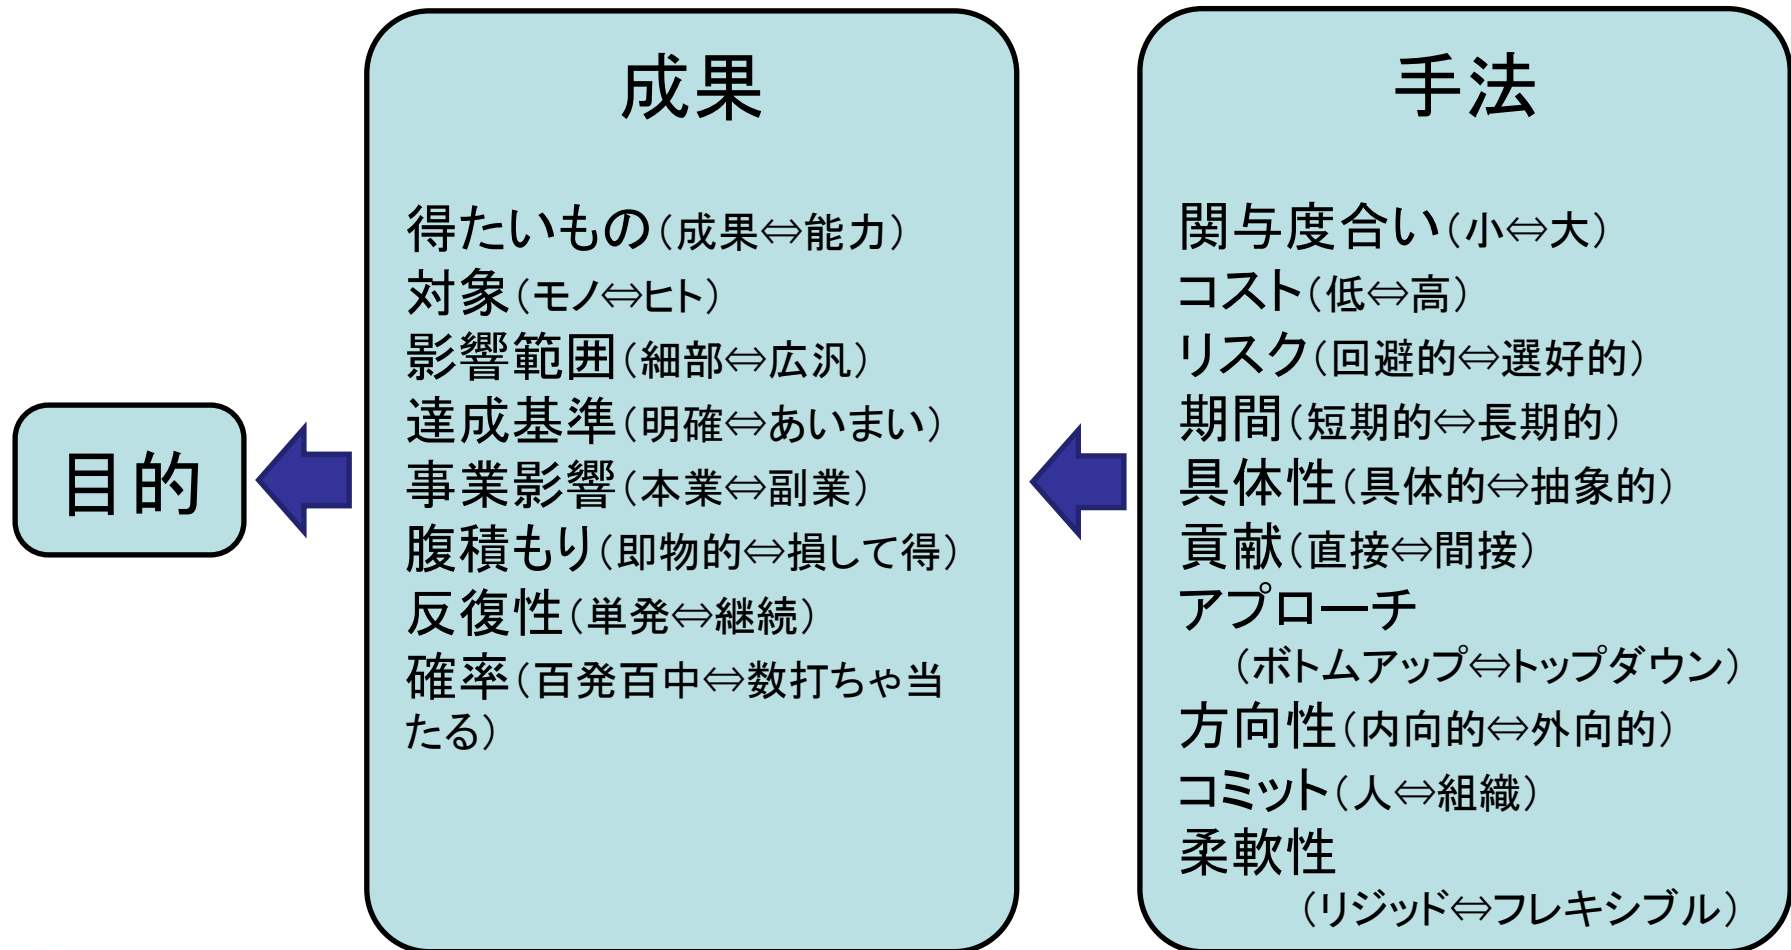 目的
成果
得たいもの（成果⇔能力）
対象（モノ⇔ヒト）
影響範囲（細部⇔広汎）
達成基準（明確⇔あいまい）
事業影響（本業⇔副業）
腹積もり（即物的⇔損して得）
反復性（単発⇔継続）
確率（百発百中⇔数打ちゃ当
たる）
手法
関与度合い（小⇔大）
コスト（低⇔高）
リスク（回避的⇔選好的）
期間（短期的⇔長期的）
具体性（具体的⇔抽象的）
貢献（直接⇔間接）
アプローチ
（ボトムアップ⇔トップダウン）
方向性（内向的⇔外向的）
コミット（人⇔組織）
柔軟性
（リジッド⇔フレキシブル）